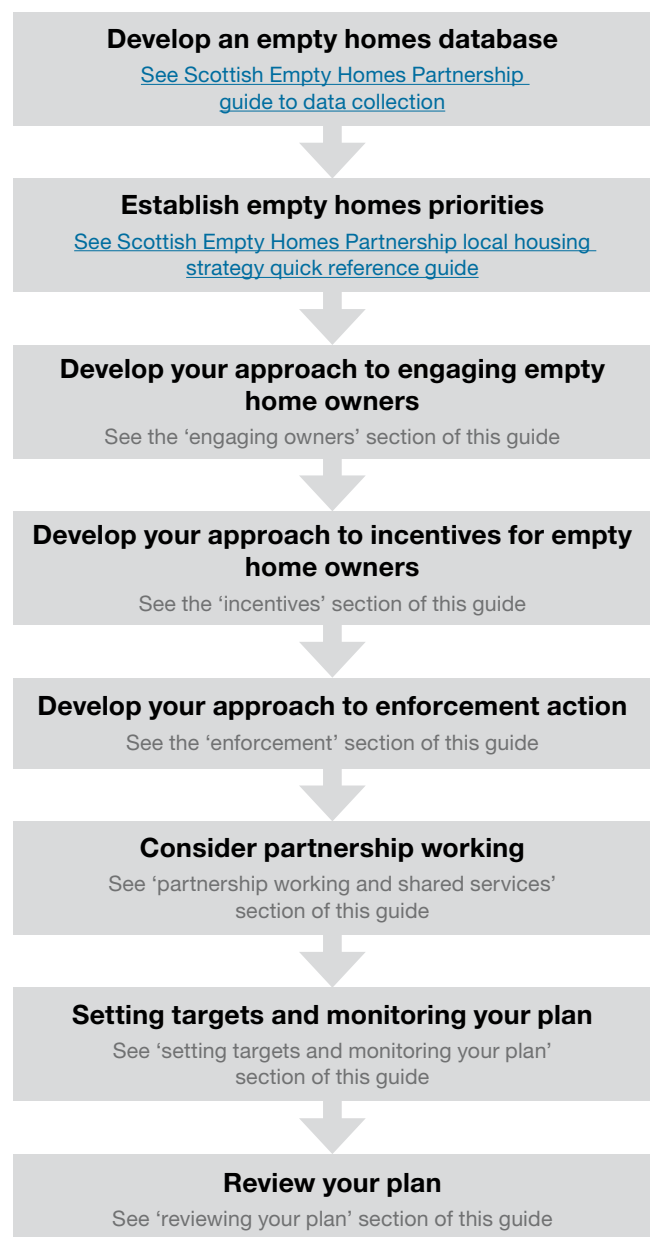 Develop an empty homes database
See Scottish Empty Homes Partnership
guide to data collection
Establish empty homes priorities
See Scottish Empty Homes Partnership local housing
strategy quick reference guide
Develop your approach to engaging empty
home owners
See the ‘engaging owners’ section of this guide
Develop your approach to incentives for empty
home owners
See the ‘incentives’ section of this guide
Develop your approach to enforcement action
See the ‘enforcement’ section of this guide
Consider partnership working
See ‘partnership working and shared services’
section of this guide
Setting targets and monitoring your plan
See ‘setting targets and monitoring your plan’
section of this guide
Review your plan
See ‘reviewing your plan’ section of this guide